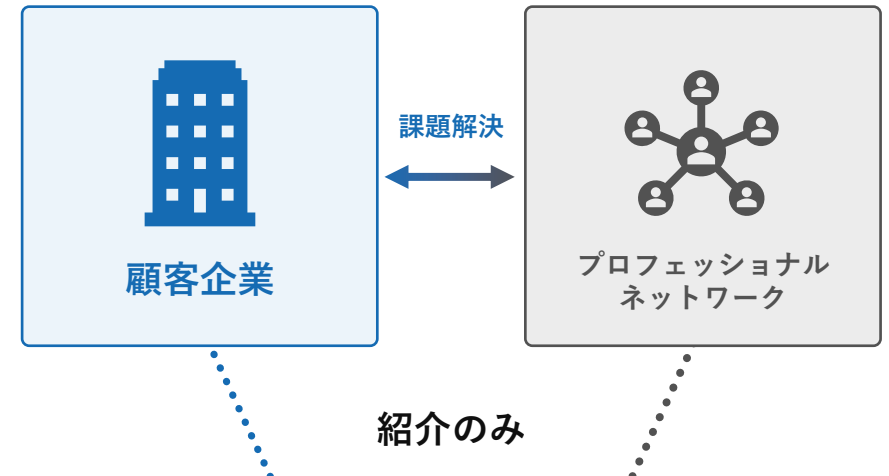 課題解決
顧客企業
プロフェッショナル
ネットワーク
紹介のみ